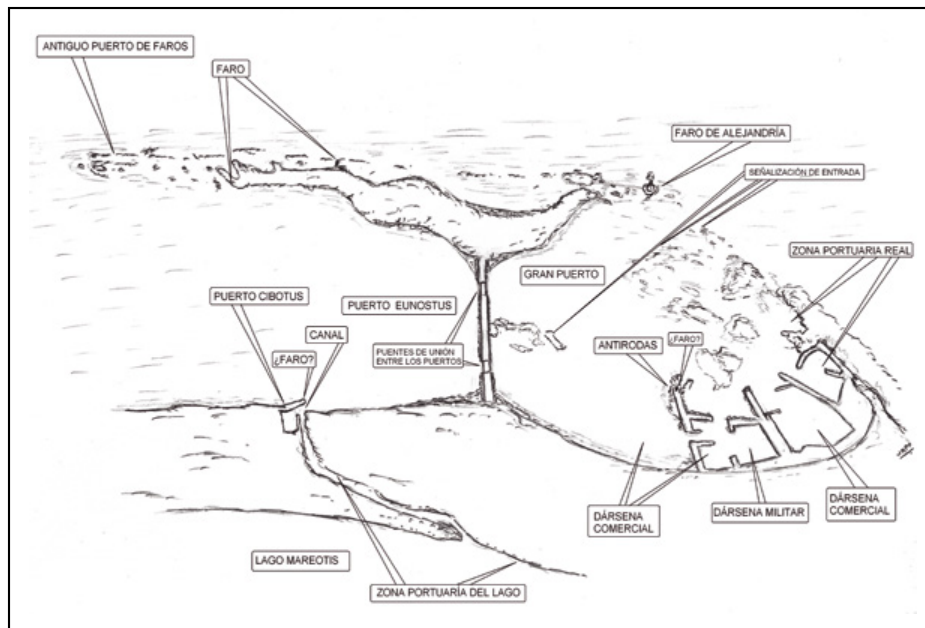 ANTIGUO PUERTO DE FAROS
FARO
FARO DE ALEJANDRÍA
SEÑALIZACIÓN DE ENTRADA
ZONA PORTUARIA REAL
GRAN PUERTO
PUERTO CIBOTUS
PUERTO EUNOSTUS
CANAL
¿FARO?
PUENTES DE UNIÓN
ENTRE LOS PUERTOS
ANTIRODAS
¿FARO?
DÁRSENA
COMERCIAL
DÁRSENA MILITAR
DÁRSENA
COMERCIAL
LAGO MAREOTIS
ZONA PORTUARÍA DEL LAGO